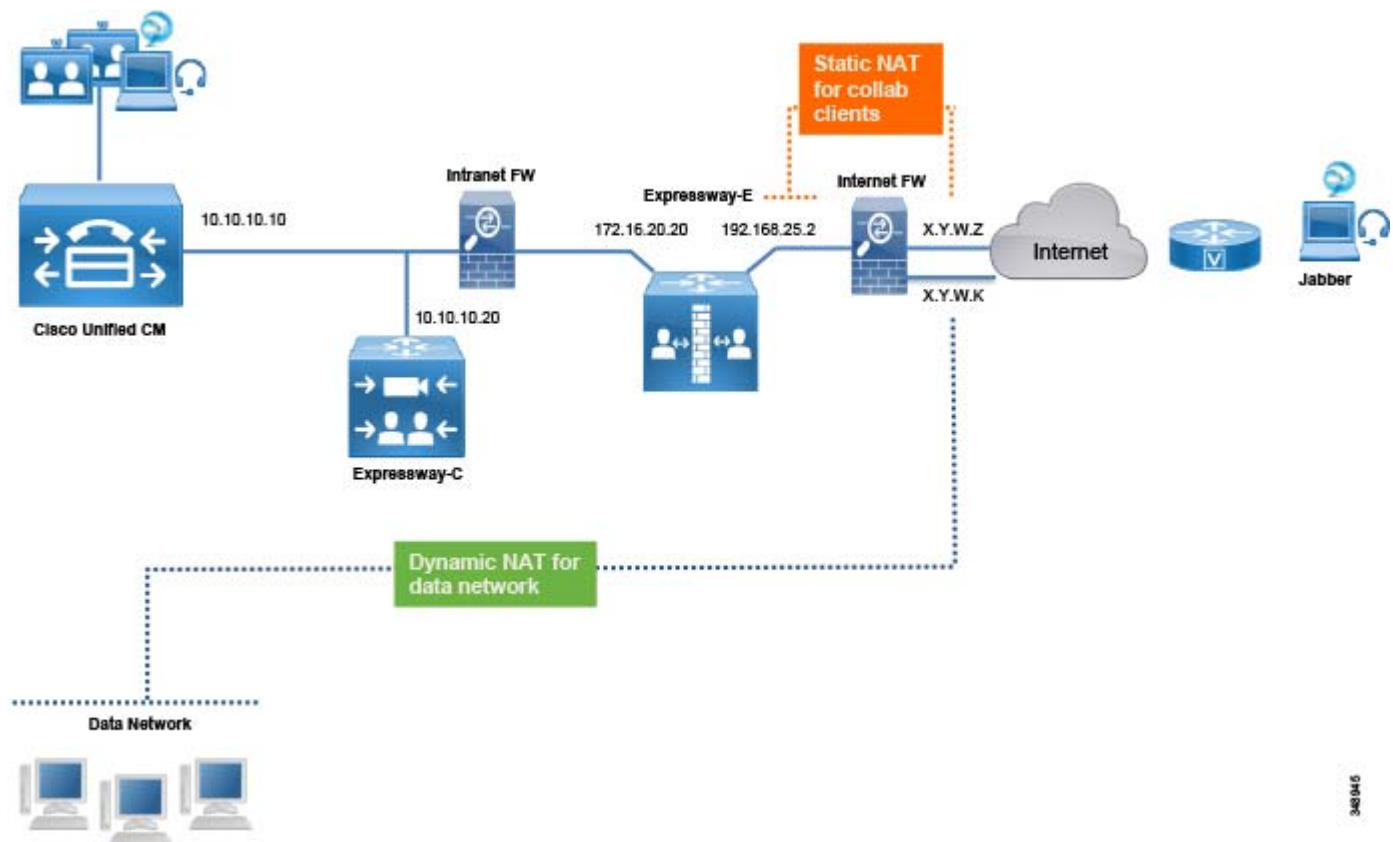 Static NAT
for collab
clients
Intranet FW
Expressway-E
Internet FW
10.10.10.10
172.16.20.20
192.168.25.2
X.Y.W.Z
Internet
V
Jabber
X.Y.W.K
Cisco Unified CM
10.10.10.20
Expressway-C
Dynamic NAT for
data network
Data Network
348945